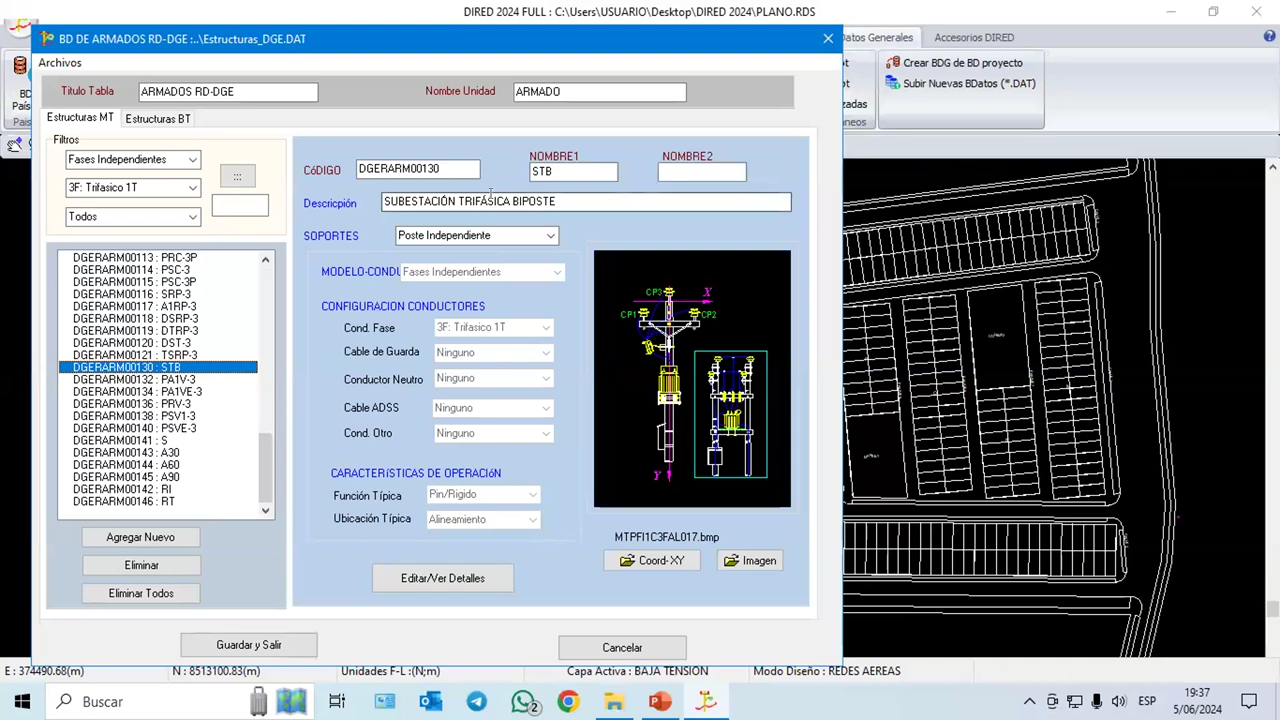 DIRED 2024 FULL : C:\Users\USUARIO\Desktop\DIRED 2024\PLANO.RDS
BD DE ARMADOS RD-DGE :..\Estructuras_DGE.DAT
Archivos
Titulo Tabla ARMADOS RD-DGE Nombre Unidad ARMADO
Estructuras MT Estructuras BT
Filtros
Fases Independientes
3F: Trifasico 1T
:::
Todos
DGERARM00113 : PRC-3P
DGERARM00114 : PSC-3
DGERARM00115 : PSC-3P
DGERARM00116 : SRP-3
DGERARM00117 : A1RP-3
DGERARM00118 : DSRP-3
DGERARM00119 : DTRP-3
DGERARM00120 : DST-3
DGERARM00121 : TSRP-3
DGERARM00130 : STB
DGERARM00132 : PA1V-3
DGERARM00134 : PA1VE-3
DGERARM00136 : PRV-3
DGERARM00138 : PSV1-3
DGERARM00140 : PSVE-3
DGERARM00141 : S
DGERARM00143 : A30
DGERARM00144 : A60
DGERARM00145 : A90
DGERARM00142 : RI
DGERARM00146 : RT
Agregar Nuevo
Eliminar
Eliminar Todos
CóDIGO DGERARM00130
NOMBRE1
STB
NOMBRE2
Descricpión SUBESTACIÓN TRIFÁSICA BIPOSTE
SOPORTES Poste Independiente
MODELO-CONDU Fases Independientes
CONFIGURACION CONDUCTORES
Cond. Fase 3F: Trifasico 1T
Cable de Guarda Ninguno
Conductor Neutro Ninguno
Cable ADSS Ninguno
Cond. Otro Ninguno
CARACTERíSTICAS DE OPERACIóN
Función Típica Pin/Rigido
Ubicación Típica Alineamiento
Editar/Ver Detalles
CP3 X
CP1 CP2
Y
MTPFI1C3FAL017.bmp
Coord-XY Imagen
Guardar y Salir Cancelar
Datos Generales Accesorios DIRED
BD
País
Crear BDG de BD proyecto
Subir Nuevas BDatos (*.DAT)
E : 374490.68(m) N : 8513100.83(m) Unidades F-L :(N;m) Capa Activa : BAJA TENSION Modo Diseño : REDES AEREAS
Buscar
2
ESP
19:37
5/06/2024